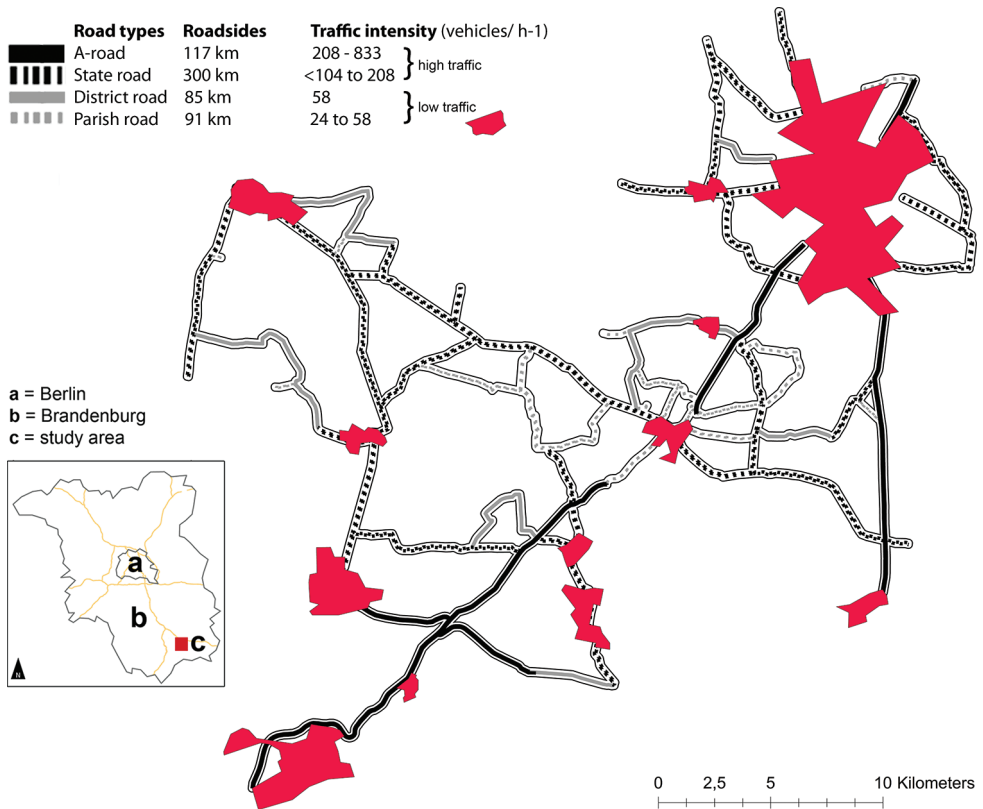 Road types Roadsides Traffic intensity (vehicles/ h-1)
A-road 117 km 208 - 833
State road 300 km <104 to 208
high traffic
District road 85 km 58
Parish road 91 km 24 to 58
low traffic
a = Berlin
b = Brandenburg
c = study area
a
b
c
N
0 2,5 5 10 Kilometers